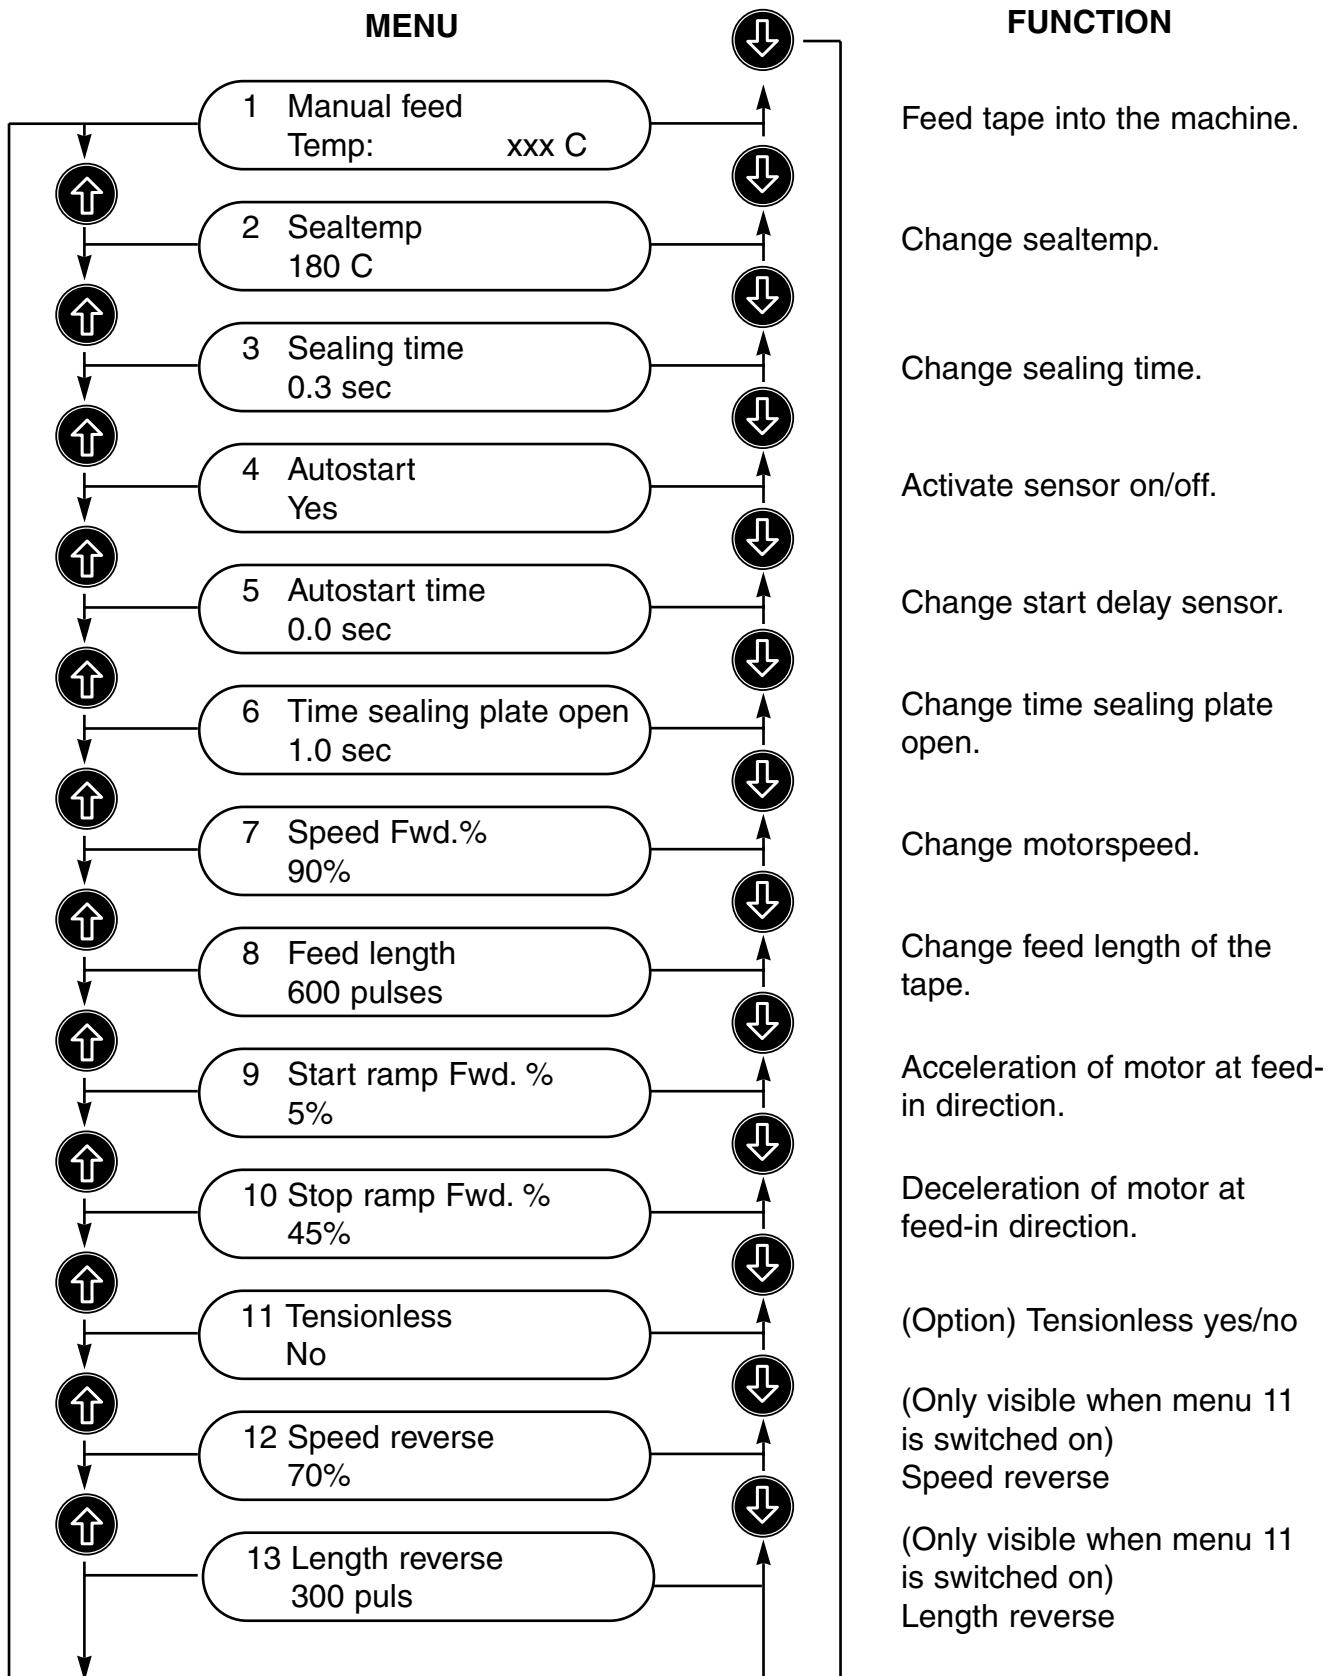 MENU
FUNCTION
1 Manual feed
Temp: xxx C
Feed tape into the machine.
2 Sealtemp
180 C
Change sealtemp.
3 Sealing time
0.3 sec
Change sealing time.
4 Autostart
Yes
Activate sensor on/off.
5 Autostart time
0.0 sec
Change start delay sensor.
6 Time sealing plate open
1.0 sec
Change time sealing plate
open.
7 Speed Fwd.%
90%
Change motorspeed.
8 Feed length
600 pulses
Change feed length of the
tape.
9 Start ramp Fwd. %
5%
Acceleration of motor at feed-
in direction.
10 Stop ramp Fwd. %
45%
Deceleration of motor at
feed-in direction.
11 Tensionless
No
(Option) Tensionless yes/no
12 Speed reverse
70%
(Only visible when menu 11
is switched on)
Speed reverse
13 Length reverse
300 puls
(Only visible when menu 11
is switched on)
Length reverse